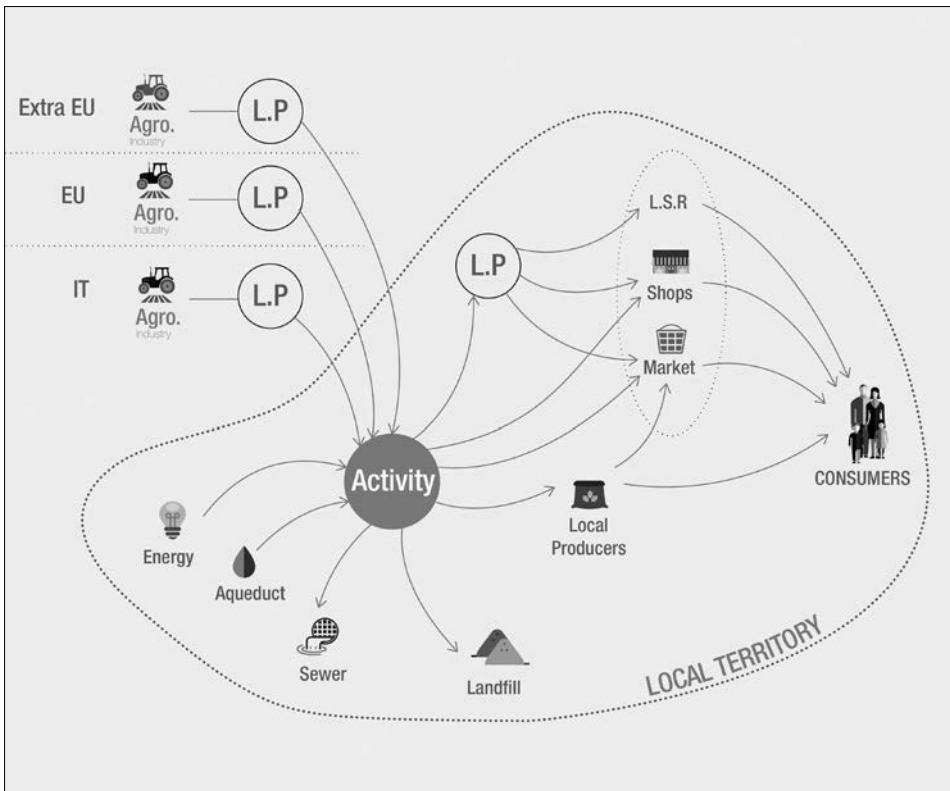 Extra EU
Agro.
Industry
L.P
EU
Agro.
Industry
L.P
IT
Agro.
Industry
L.P
L.P
L.S.R
Shops
Market
Activity
CONSUMERS
Energy
Aqueduct
Local
Producers
Sewer
Landfill
LOCAL TERRITORY